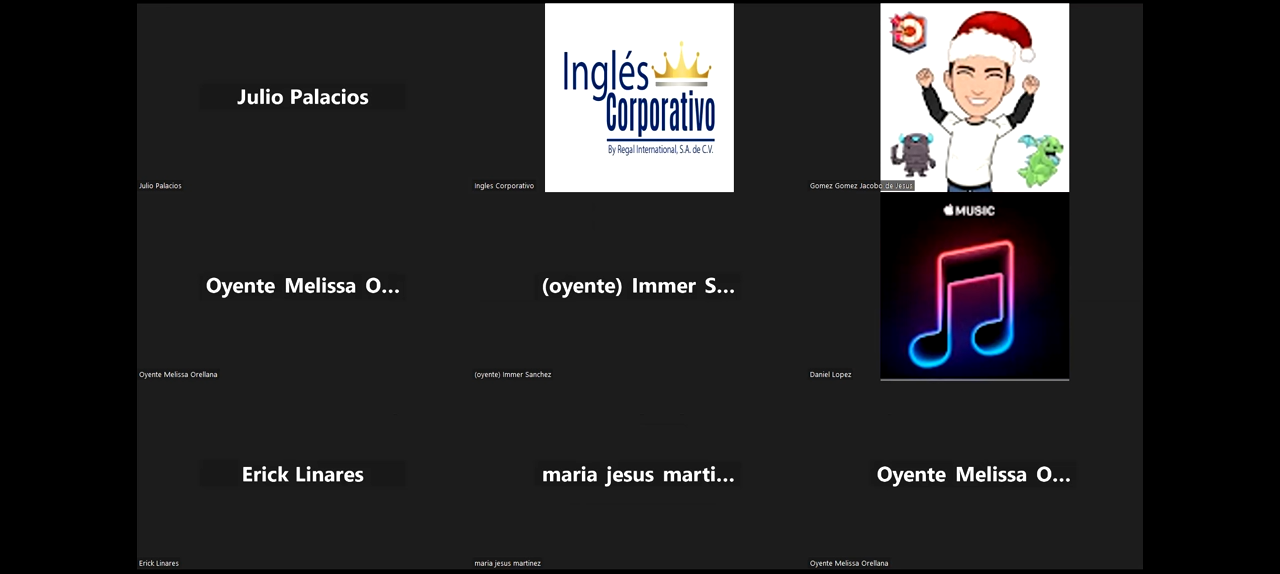 Julio Palacios
Julio Palacios
Inglés
Corporativo
By Regal International, S.A. de C.V.
Ingles Corporativo
Gomez Gomez Jacobo de Jesus
Oyente Melissa O...
Oyente Melissa Orellana
(oyente) Immer S...
(oyente) Immer Sanchez
MUSIC
Daniel Lopez
Erick Linares
Erick Linares
maria jesus marti...
maria jesus martinez
Oyente Melissa O...
Oyente Melissa Orellana